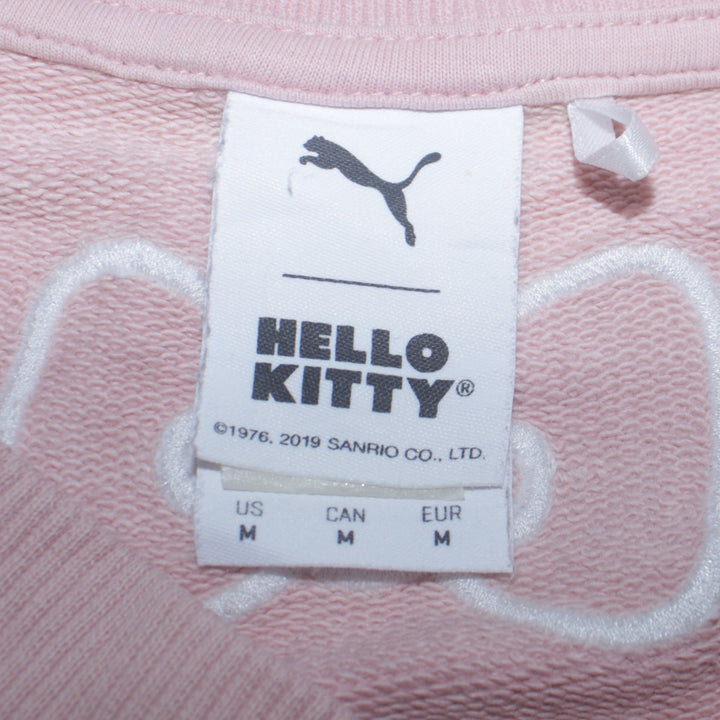 HELLO
KITTY®
©1976, 2019 SANRIO CO., LTD.
US CAN EUR
M M M